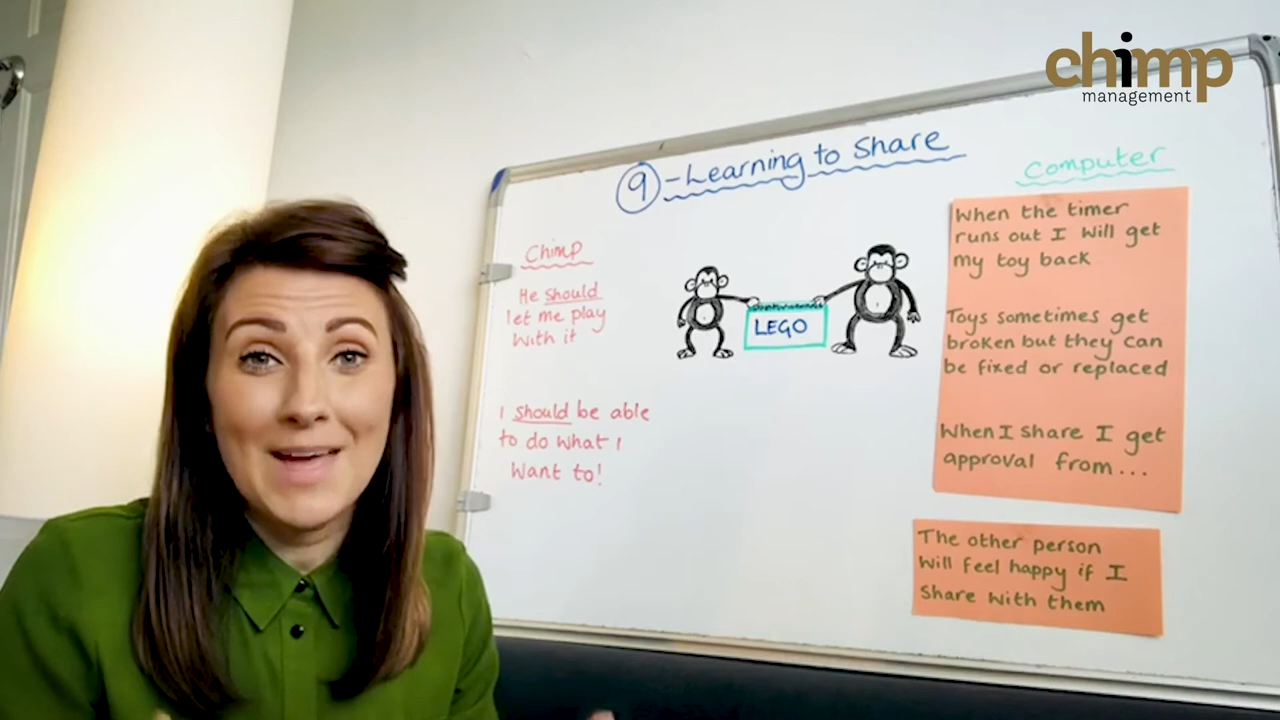 chimp
management
9 - Learning to Share
Chimp
He should
let me play
with it
I should be able
to do what I
want to!
LEGO
Computer
When the timer
runs out I will get
my toy back
Toys sometimes get
broken but they can
be fixed or replaced
When I share I get
approval from...
The other person
will feel happy if I
share with them